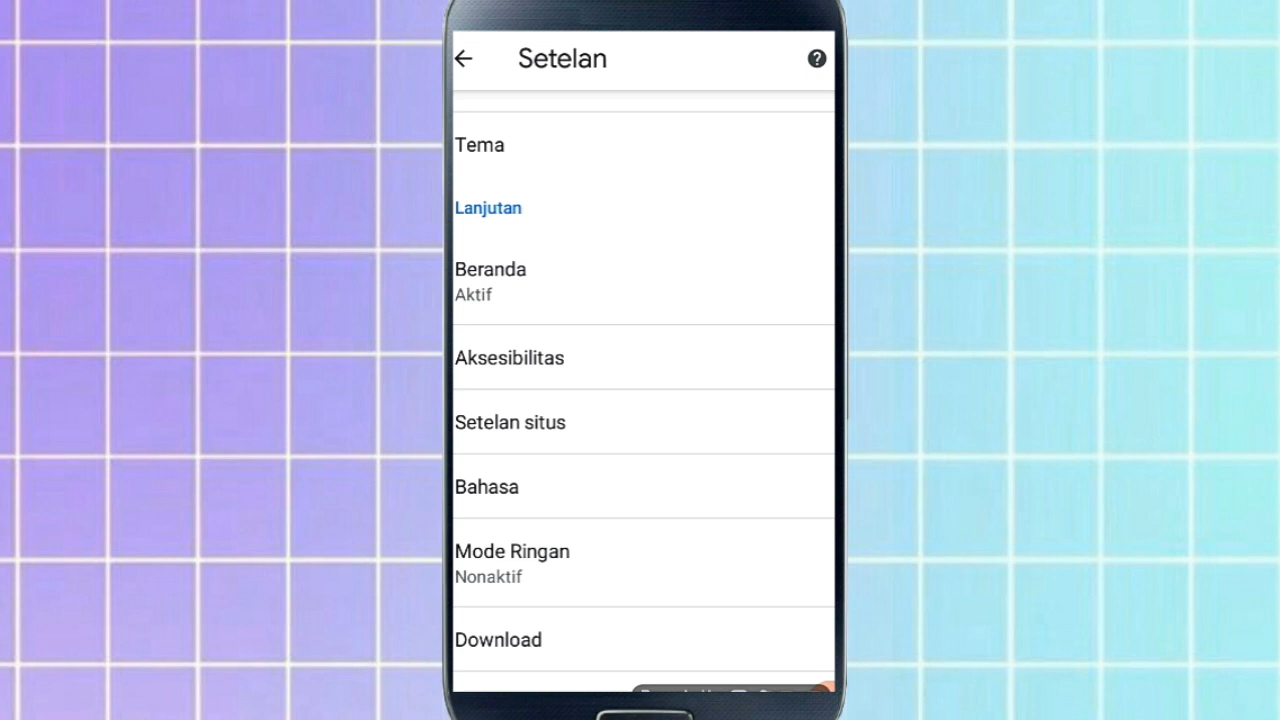 Setelan
Tema
Lanjutan
Beranda
Aktif
Aksesibilitas
Setelan situs
Bahasa
Mode Ringan
Nonaktif
Download